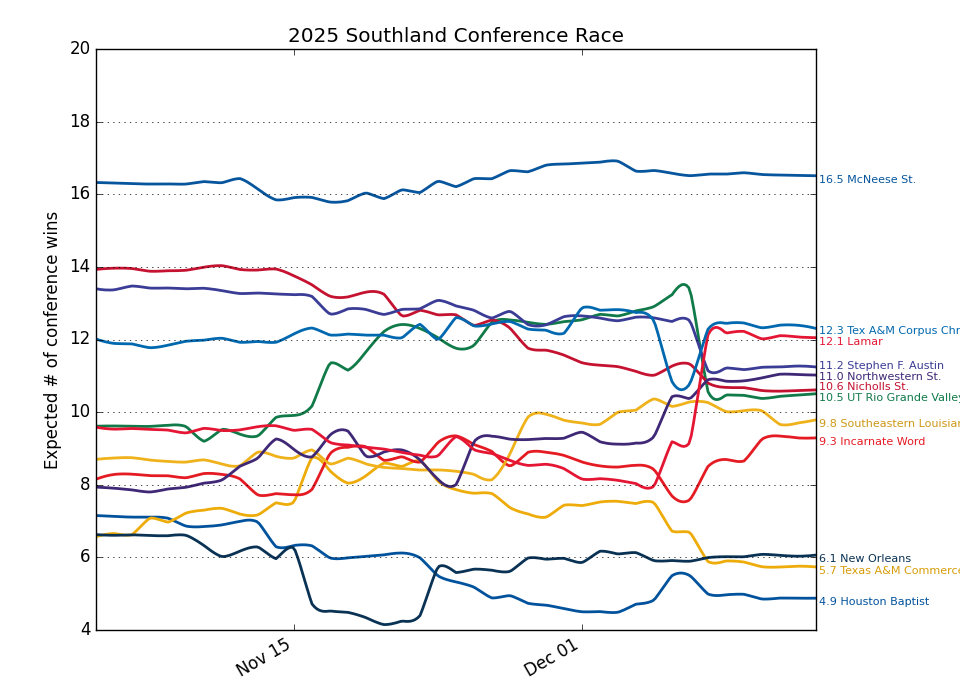 2025 Southland Conference Race
Expected # of conference wins
20
18
16
14
12
10
8
6
4
Nov 15
Dec 01
16.5 McNeese St.
12.3 Tex A&M Corpus Chr
12.1 Lamar
11.2 Stephen F. Austin
11.0 Northwestern St.
10.6 Nicholls St.
10.5 UT Rio Grande Valley
9.8 Southeastern Louisian
9.3 Incarnate Word
6.1 New Orleans
5.7 Texas A&M Commerce
4.9 Houston Baptist